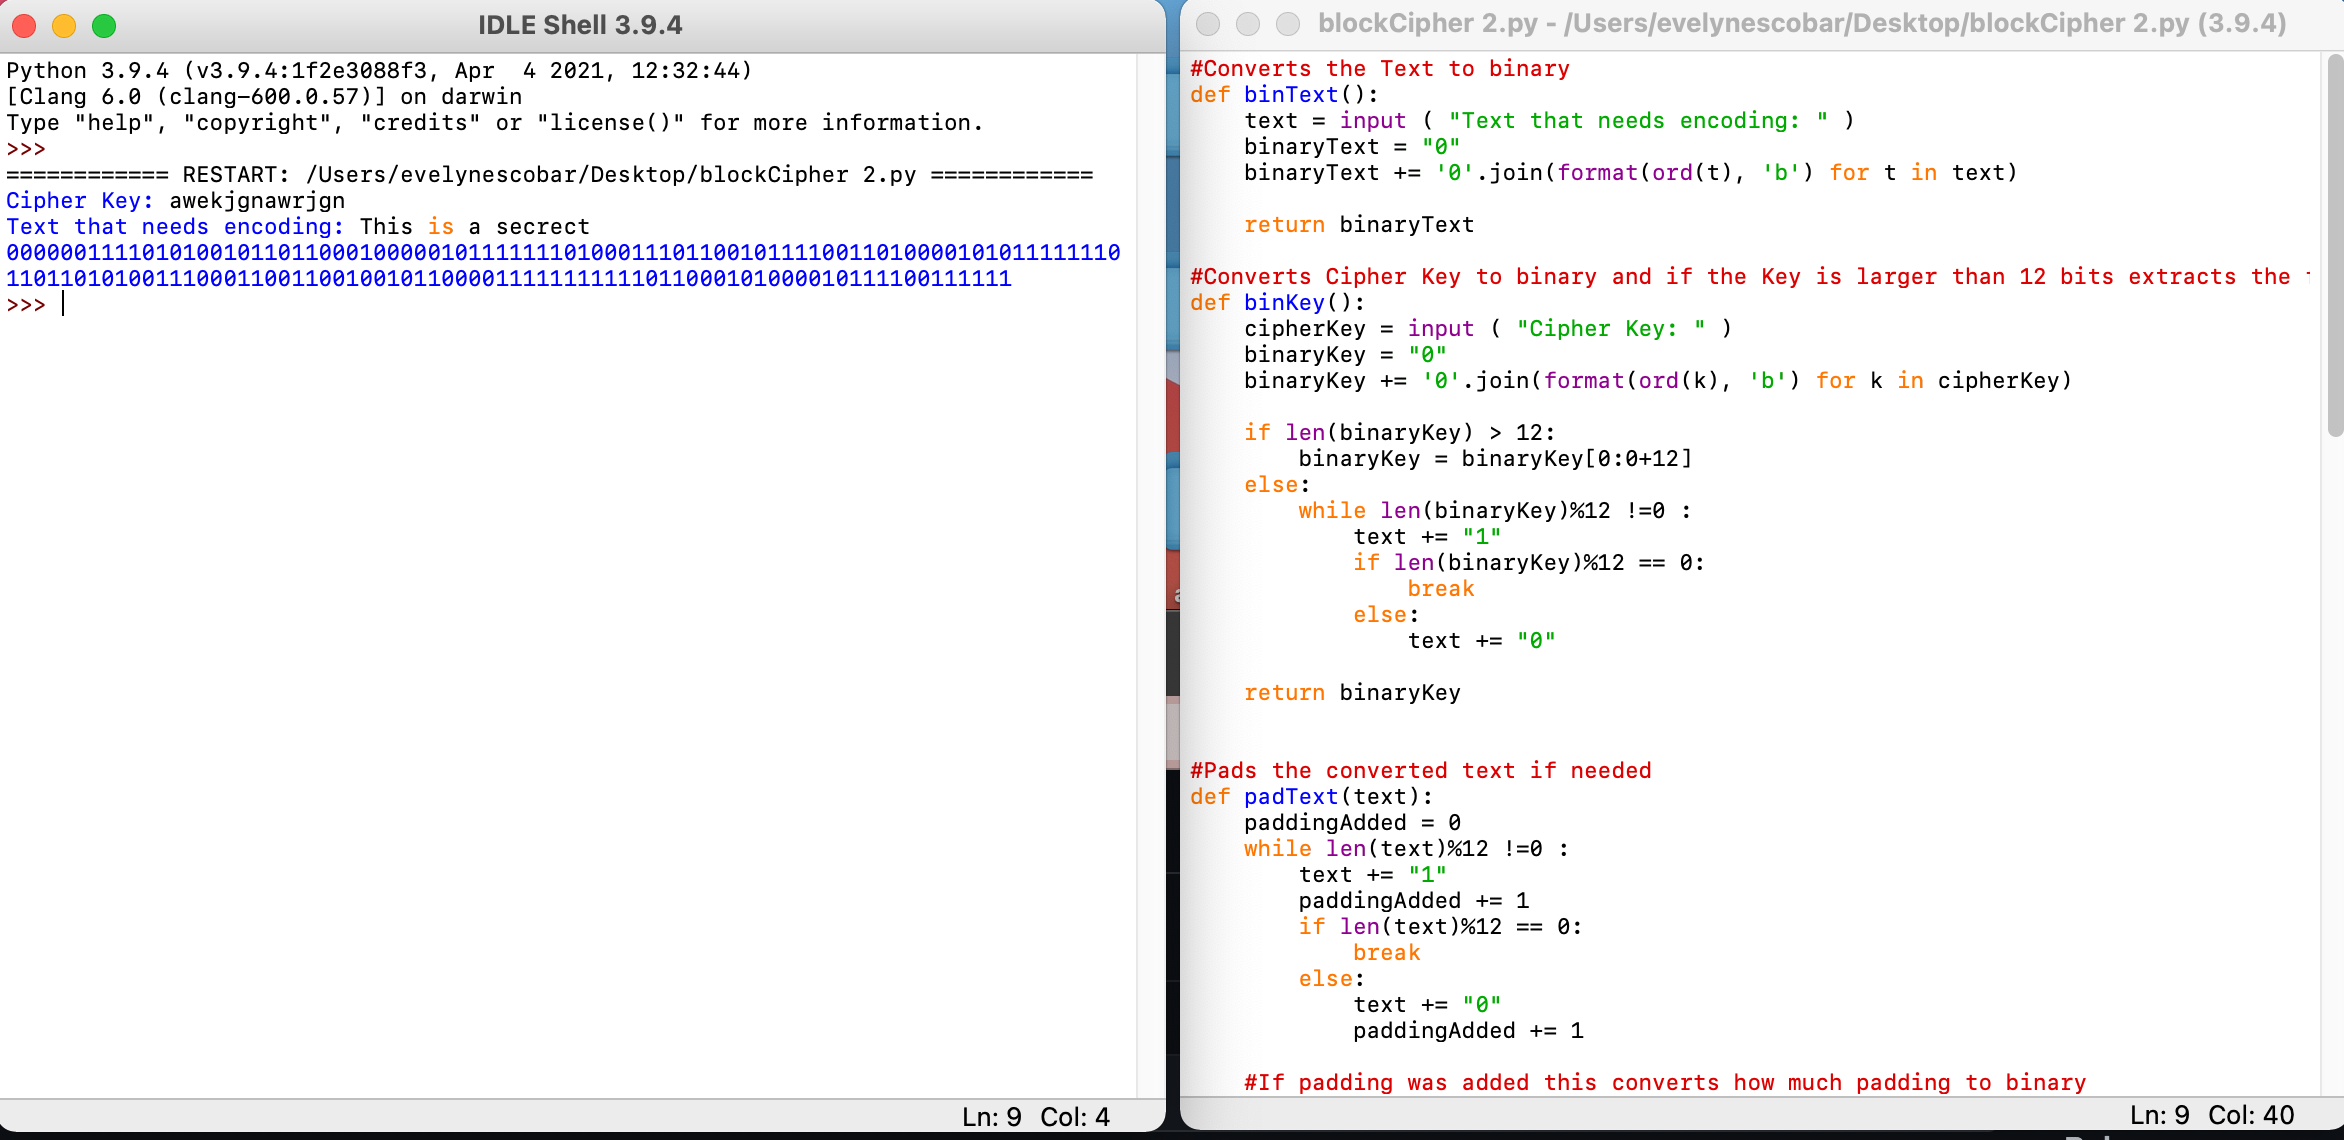 IDLE Shell 3.9.4
Python 3.9.4 (v3.9.4:1f2e3088f3, Apr  4 2021, 12:32:44)
[Clang 6.0 (clang-600.0.57)] on darwin
Type "help", "copyright", "credits" or "license()" for more information.
>>>
============ RESTART: /Users/evelynescobar/Desktop/blockCipher 2.py ============
Cipher Key: awekjgnawrjgn
Text that needs encoding: This is a secrect
00000011110101001011011000100000101111111010001110110010111100110100001010111111110
110110101001110001100110010010110000111111111110110001010000101111001111111
>>>
Ln: 9  Col: 4
blockCipher 2.py - /Users/evelynescobar/Desktop/blockCipher 2.py (3.9.4)
#Converts the Text to binary
def binText():
    text = input ( "Text that needs encoding: " )
    binaryText = "0"
    binaryText += '0'.join(format(ord(t), 'b') for t in text)
    return binaryText
#Converts Cipher Key to binary and if the Key is larger than 12 bits extracts the
def binKey():
    cipherKey = input ( "Cipher Key: " )
    binaryKey = "0"
    binaryKey += '0'.join(format(ord(k), 'b') for k in cipherKey)
    if len(binaryKey) > 12:
        binaryKey = binaryKey[0:0+12]
    else:
        while len(binaryKey)%12 !=0 :
            text += "1"
            if len(binaryKey)%12 == 0:
                break
            else:
                text += "0"
    return binaryKey
#Pads the converted text if needed
def padText(text):
    paddingAdded = 0
    while len(text)%12 !=0 :
        text += "1"
        paddingAdded += 1
        if len(text)%12 == 0:
            break
        else:
            text += "0"
            paddingAdded += 1
    #If padding was added this converts how much padding to binary
Ln: 9  Col: 40